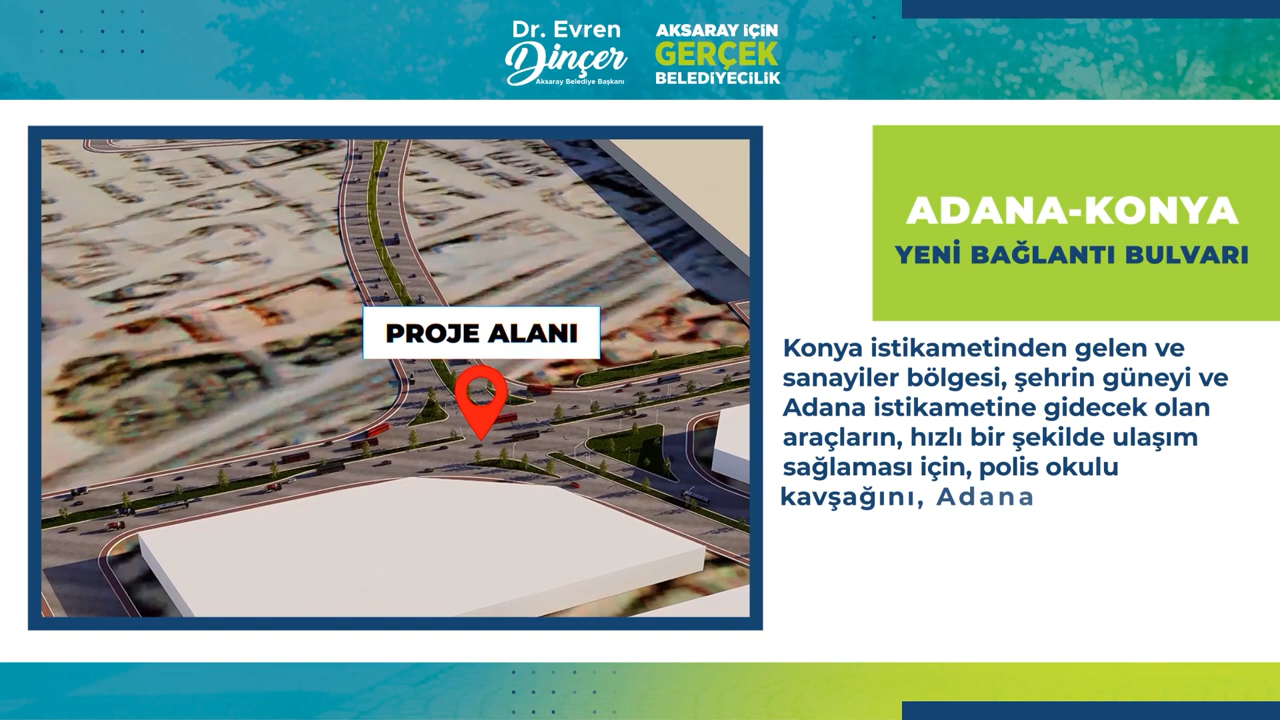 Dr. Evren
Dinçer
Aksaray Belediye Başkanı
AKSARAY İÇİN
GERÇEK
BELEDİYECİLİK
PROJE ALANI
ADANA-KONYA
YENİ BAĞLANTI BULVARI
Konya istikametinden gelen ve
sanayiler bölgesi, şehrin güneyi ve
Adana istikametine gidecek olan
araçların, hızlı bir şekilde ulaşım
sağlaması için, polis okulu
kavşağını, Adana